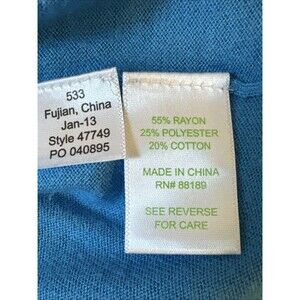 533
Fujian, China
Jan-13
Style 47749
PO 040895
55% RAYON
25% POLYESTER
20% COTTON
MADE IN CHINA
RN# 88189
SEE REVERSE
FOR CARE